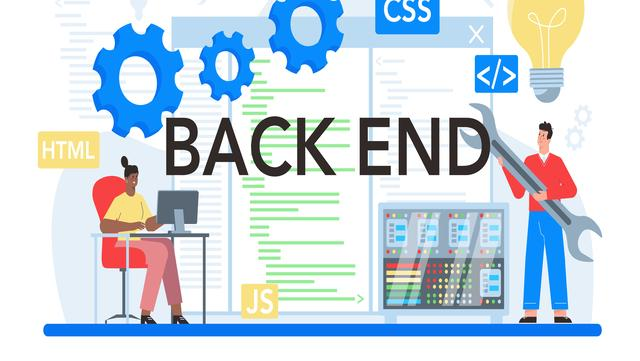 CSS
X
</>
BACK END
HTML
JS